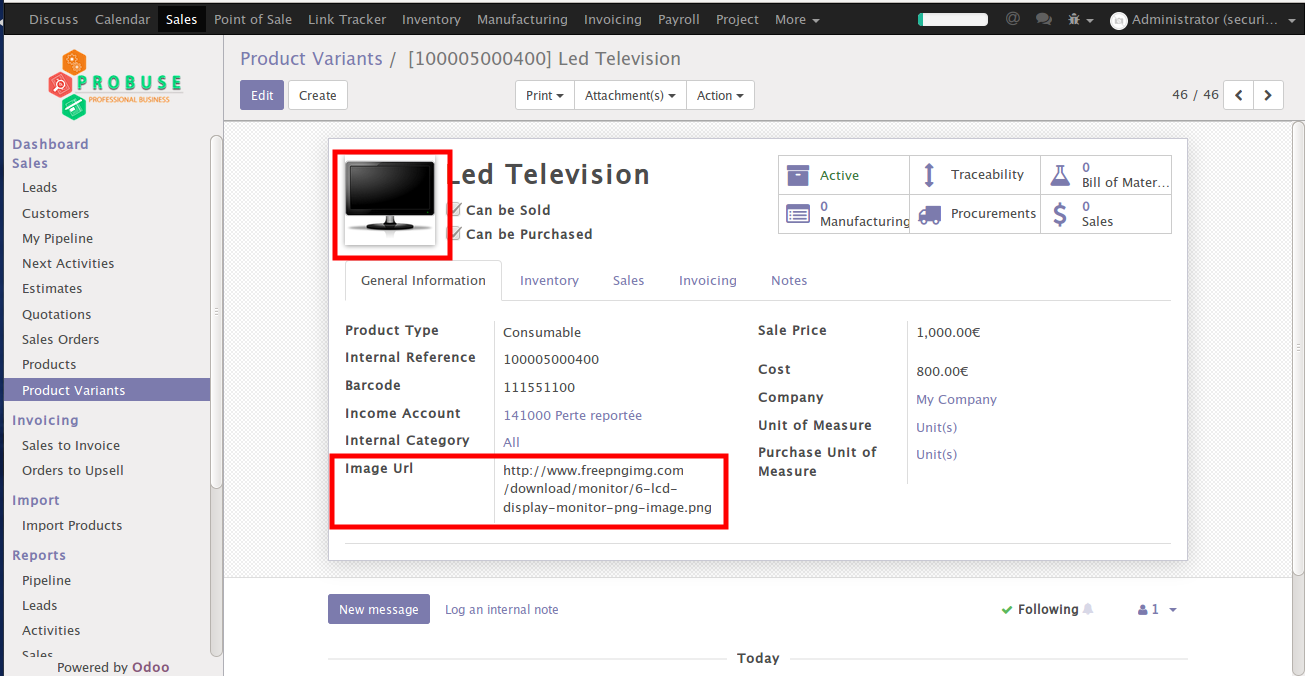 Discuss Calendar Sales Point of Sale Link Tracker Inventory Manufacturing Invoicing Payroll Project More @ Administrator (securi...
PROBUSE
PROFESSIONAL BUSINESS
Dashboard
Sales
Leads
Customers
My Pipeline
Next Activities
Estimates
Quotations
Sales Orders
Products
Product Variants
Invoicing
Sales to Invoice
Orders to Upsell
Import
Import Products
Reports
Pipeline
Leads
Activities
Sales
Powered by Odoo
Product Variants / [100005000400] Led Television
Edit Create Print Attachment(s) Action 46 / 46
Led Television
Can be Sold
Can be Purchased
Active
Traceability
0
Bill of Mater...
0
Manufacturing
Procurements
0
Sales
General Information Inventory Sales Invoicing Notes
Product Type Consumable
Internal Reference 100005000400
Barcode 111551100
Income Account 141000 Perte reportée
Internal Category All
Image Url http://www.freepngimg.com
/download/monitor/6-lcd-
display-monitor-png-image.png
Sale Price 1,000.00€
Cost 800.00€
Company My Company
Unit of Measure Unit(s)
Purchase Unit of Unit(s)
Measure
New message Log an internal note Following 1
Today